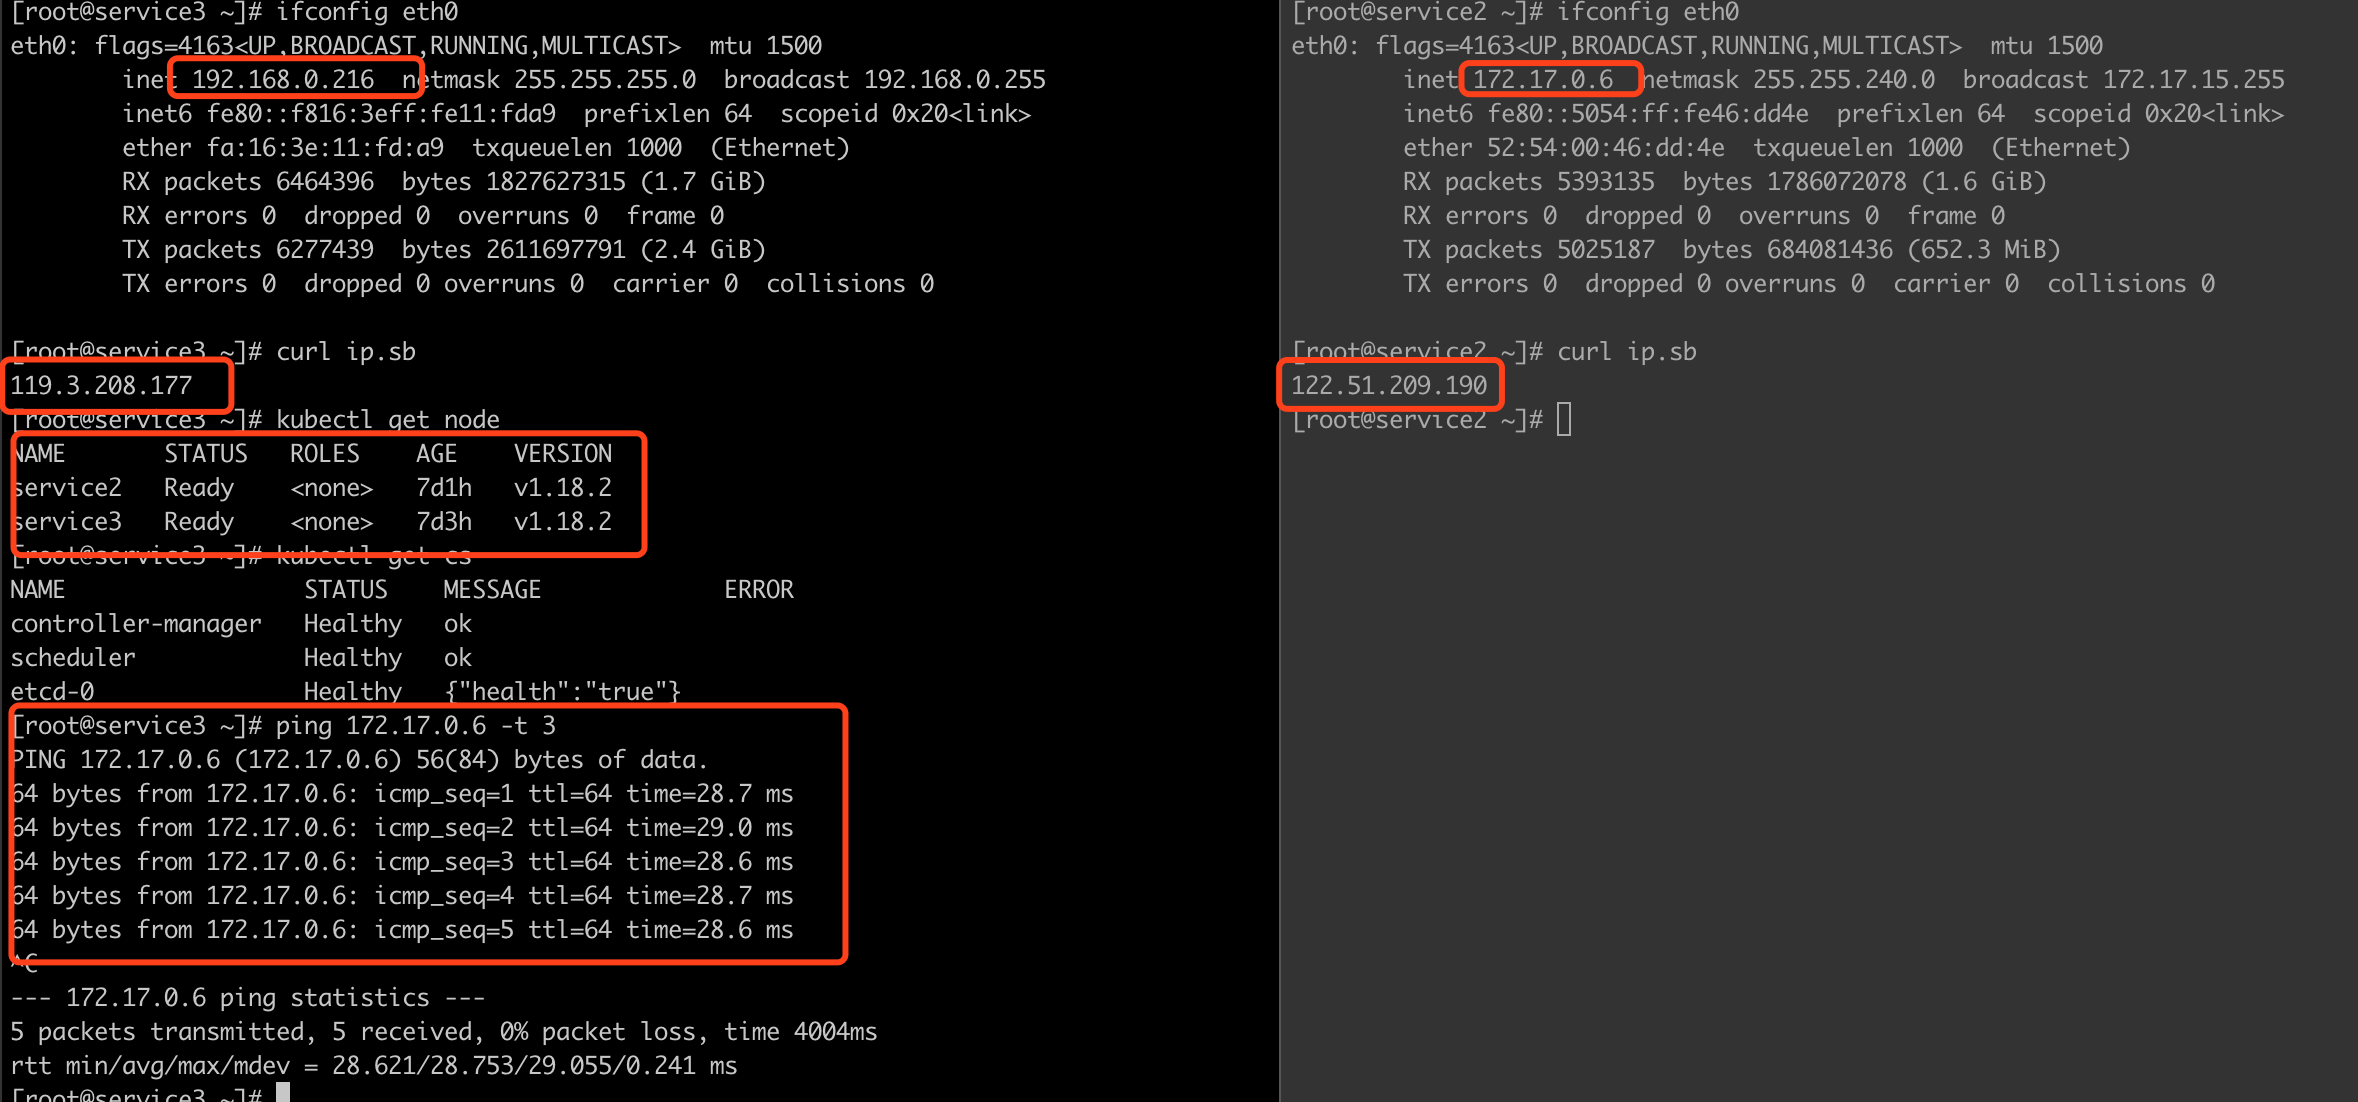 [root@service3 ~]# ifconfig eth0
eth0: flags=4163<UP,BROADCAST,RUNNING,MULTICAST>  mtu 1500
        inet 192.168.0.216  netmask 255.255.255.0  broadcast 192.168.0.255
        inet6 fe80::f816:3eff:fe11:fda9  prefixlen 64  scopeid 0x20<link>
        ether fa:16:3e:11:fd:a9  txqueuelen 1000  (Ethernet)
        RX packets 6464396  bytes 1827627315 (1.7 GiB)
        RX errors 0  dropped 0  overruns 0  frame 0
        TX packets 6277439  bytes 2611697791 (2.4 GiB)
        TX errors 0  dropped 0 overruns 0  carrier 0  collisions 0
[root@service3 ~]# curl ip.sb
119.3.208.177
[root@service3 ~]# kubectl get node
NAME       STATUS   ROLES    AGE    VERSION
service2   Ready    <none>   7d1h   v1.18.2
service3   Ready    <none>   7d3h   v1.18.2
[root@service3 ~]# kubectl get cs
NAME                 STATUS    MESSAGE             ERROR
controller-manager   Healthy   ok
scheduler            Healthy   ok
etcd-0               Healthy   {"health":"true"}
[root@service3 ~]# ping 172.17.0.6 -t 3
PING 172.17.0.6 (172.17.0.6) 56(84) bytes of data.
64 bytes from 172.17.0.6: icmp_seq=1 ttl=64 time=28.7 ms
64 bytes from 172.17.0.6: icmp_seq=2 ttl=64 time=29.0 ms
64 bytes from 172.17.0.6: icmp_seq=3 ttl=64 time=28.6 ms
64 bytes from 172.17.0.6: icmp_seq=4 ttl=64 time=28.7 ms
64 bytes from 172.17.0.6: icmp_seq=5 ttl=64 time=28.6 ms
^C
--- 172.17.0.6 ping statistics ---
5 packets transmitted, 5 received, 0% packet loss, time 4004ms
rtt min/avg/max/mdev = 28.621/28.753/29.055/0.241 ms
[root@service3 ~]#
[root@service2 ~]# ifconfig eth0
eth0: flags=4163<UP,BROADCAST,RUNNING,MULTICAST>  mtu 1500
        inet 172.17.0.6  netmask 255.255.240.0  broadcast 172.17.15.255
        inet6 fe80::5054:ff:fe46:dd4e  prefixlen 64  scopeid 0x20<link>
        ether 52:54:00:46:dd:4e  txqueuelen 1000  (Ethernet)
        RX packets 5393135  bytes 1786072078 (1.6 GiB)
        RX errors 0  dropped 0  overruns 0  frame 0
        TX packets 5025187  bytes 684081436 (652.3 MiB)
        TX errors 0  dropped 0 overruns 0  carrier 0  collisions 0
[root@service2 ~]# curl ip.sb
122.51.209.190
[root@service2 ~]#